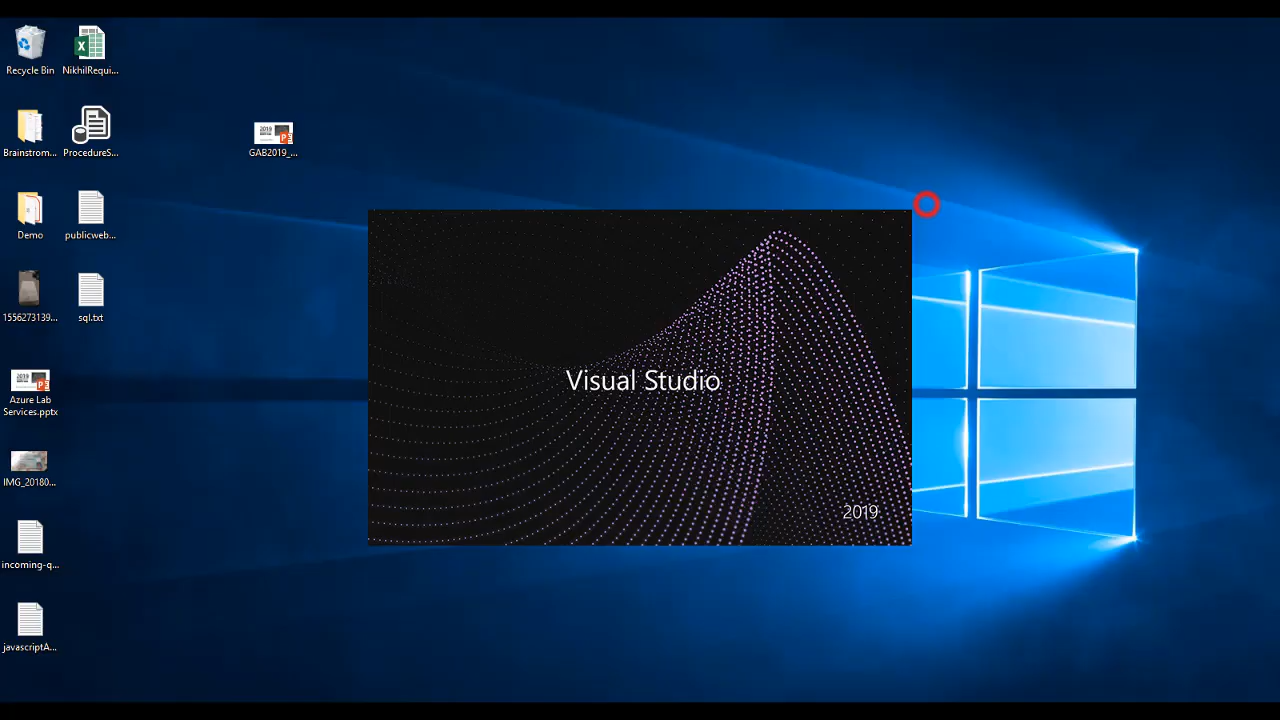 Recycle Bin
NikhilRequi...
Brainstrom...
ProcedureS...
GAB2019_...
Demo
publicweb...
1556273139...
sql.txt
Azure Lab
Services.pptx
IMG_20180...
incoming-q...
javascriptA...
Visual Studio
2019